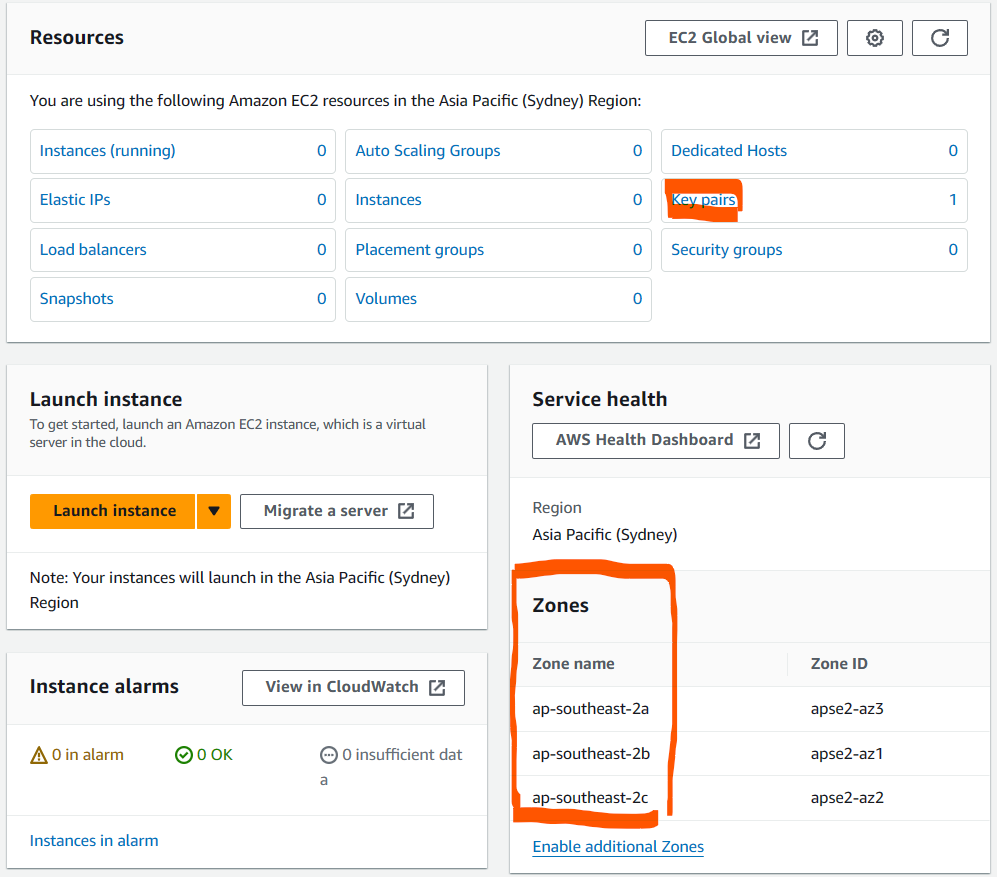 Resources
EC2 Global view
You are using the following Amazon EC2 resources in the Asia Pacific (Sydney) Region:
Instances (running) 0
Auto Scaling Groups 0
Dedicated Hosts 0
Elastic IPs 0
Instances 0
Key pairs 1
Load balancers 0
Placement groups 0
Security groups 0
Snapshots 0
Volumes 0
Launch instance
To get started, launch an Amazon EC2 instance, which is a virtual
server in the cloud.
Launch instance
Migrate a server
Note: Your instances will launch in the Asia Pacific (Sydney)
Region
Instance alarms
View in CloudWatch
0 in alarm
0 OK
0 insufficient dat
a
Instances in alarm
Service health
AWS Health Dashboard
Region
Asia Pacific (Sydney)
Zones
Zone name Zone ID
ap-southeast-2a apse2-az3
ap-southeast-2b apse2-az1
ap-southeast-2c apse2-az2
Enable additional Zones